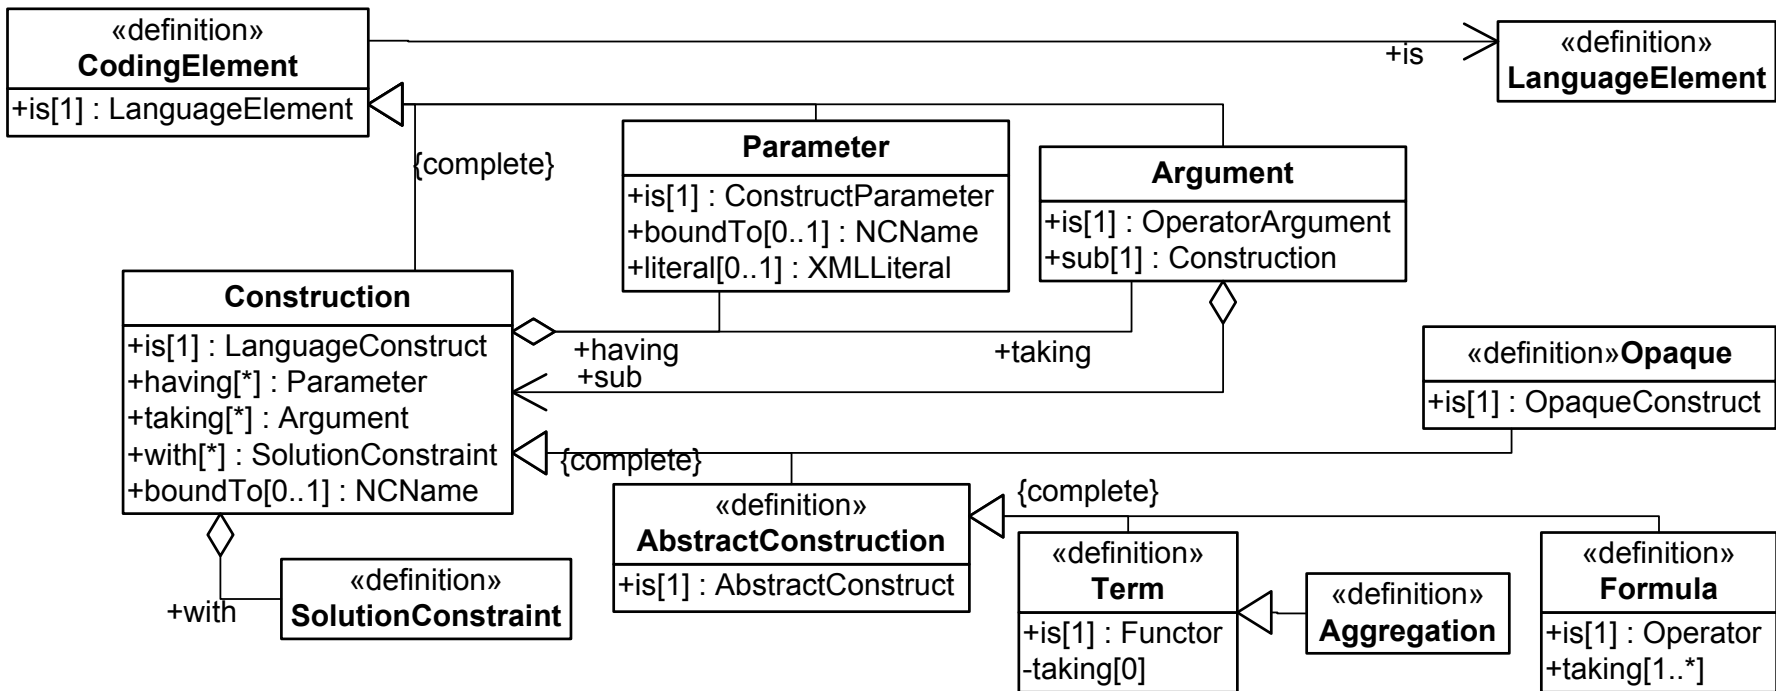 «definition»
CodingElement
+is[1] : LanguageElement
+is
«definition»
LanguageElement
{complete}
Parameter
+is[1] : ConstructParameter
+boundTo[0..1] : NCName
+literal[0..1] : XMLLiteral
Argument
+is[1] : OperatorArgument
+sub[1] : Construction
Construction
+is[1] : LanguageConstruct
+having[*] : Parameter
+taking[*] : Argument
+with[*] : SolutionConstraint
+boundTo[0..1] : NCName
+having
+taking
+sub
«definition»Opaque
+is[1] : OpaqueConstruct
{complete}
«definition»
AbstractConstruction
+is[1] : AbstractConstruct
{complete}
+with
«definition»
SolutionConstraint
«definition»
Term
+is[1] : Functor
-taking[0]
«definition»
Aggregation
«definition»
Formula
+is[1] : Operator
+taking[1..*]